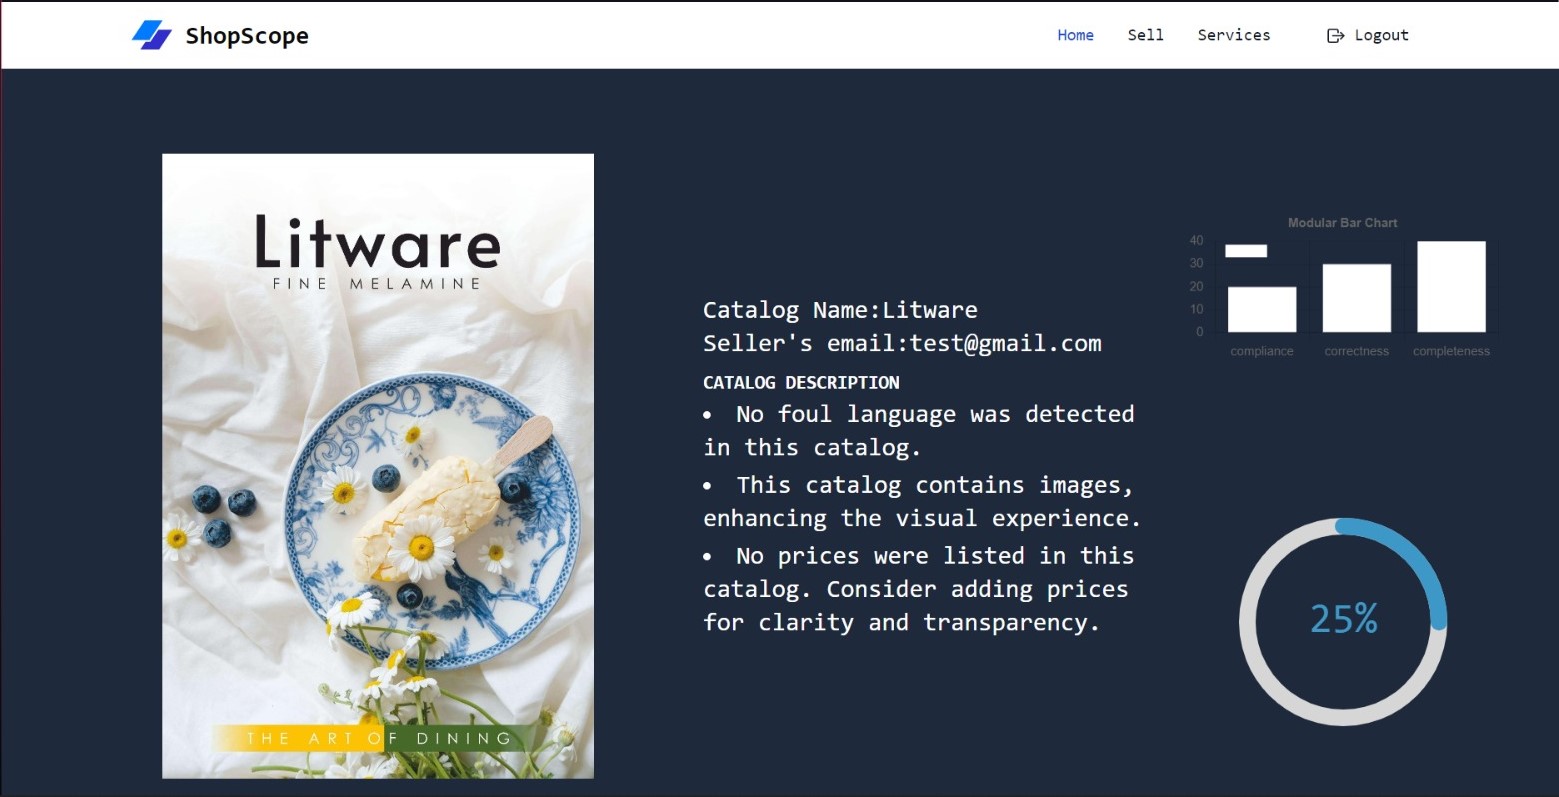 ShopScope
Home
Sell
Services
Logout
Litware
FINE MELAMINE
THE ART OF DINING
Catalog Name:Litware
Seller's email:test@gmail.com
CATALOG DESCRIPTION
• No foul language was detected
in this catalog.
• This catalog contains images,
enhancing the visual experience.
• No prices were listed in this
catalog. Consider adding prices
for clarity and transparency.
Modular Bar Chart
40
30
20
10
0
compliance
correctness
completeness
25%